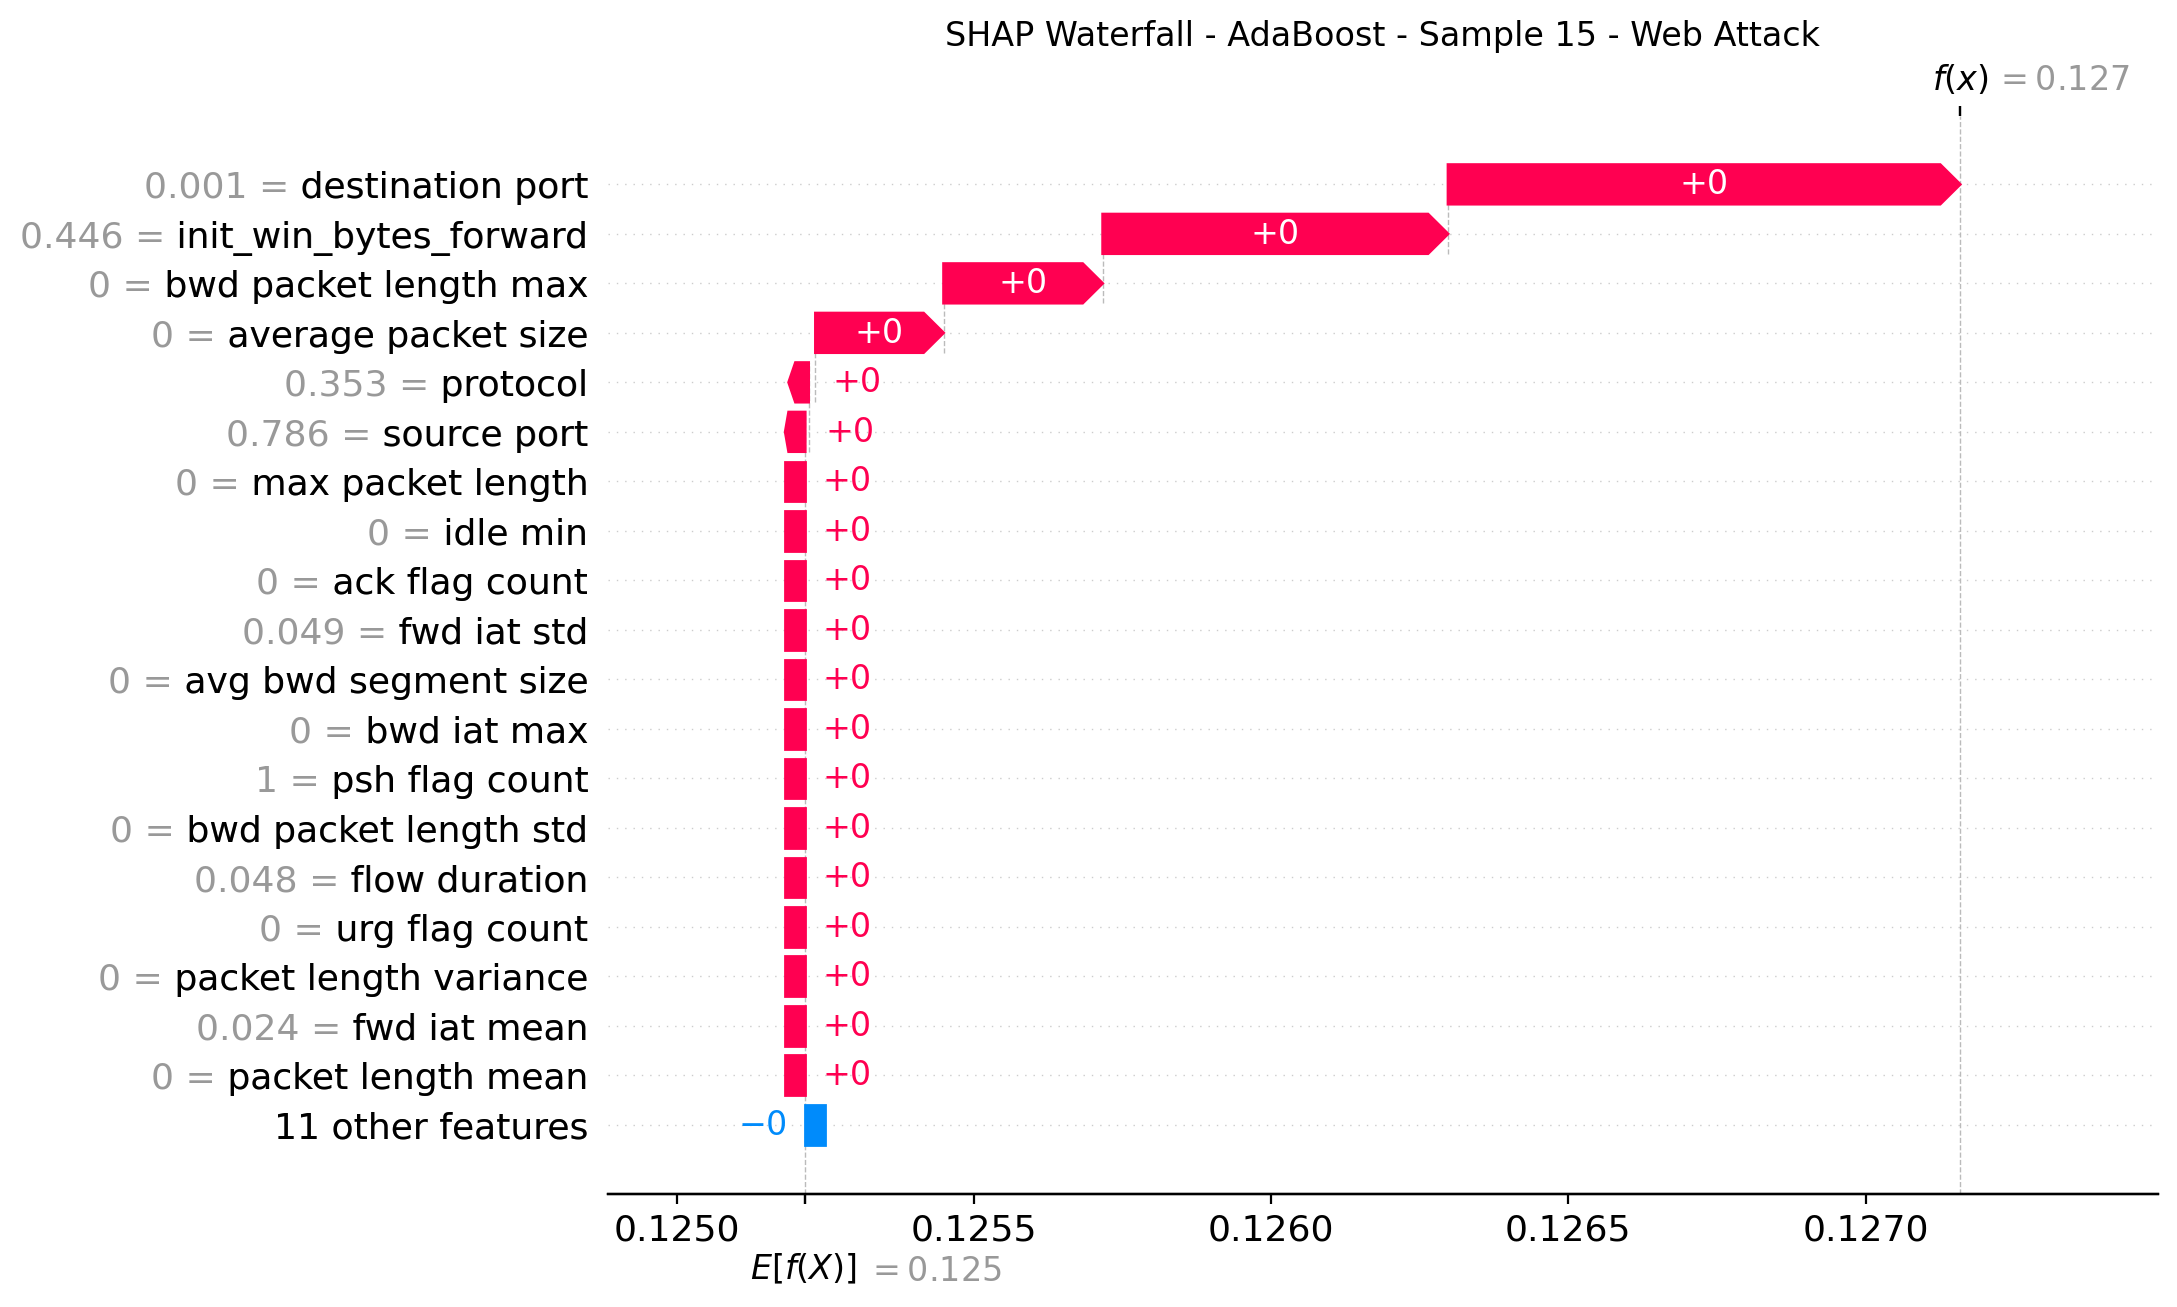 SHAP Waterfall - AdaBoost - Sample 15 - Web Attack
f(x) = 0.127
0.001 = destination port +0
0.446 = init_win_bytes_forward +0
0 = bwd packet length max +0
0 = average packet size +0
0.353 = protocol +0
0.786 = source port +0
0 = max packet length +0
0 = idle min +0
0 = ack flag count +0
0.049 = fwd iat std +0
0 = avg bwd segment size +0
0 = bwd iat max +0
1 = psh flag count +0
0 = bwd packet length std +0
0.048 = flow duration +0
0 = urg flag count +0
0 = packet length variance +0
0.024 = fwd iat mean +0
0 = packet length mean +0
11 other features −0
0.1250 0.1255 0.1260 0.1265 0.1270
E[f(X)] = 0.125